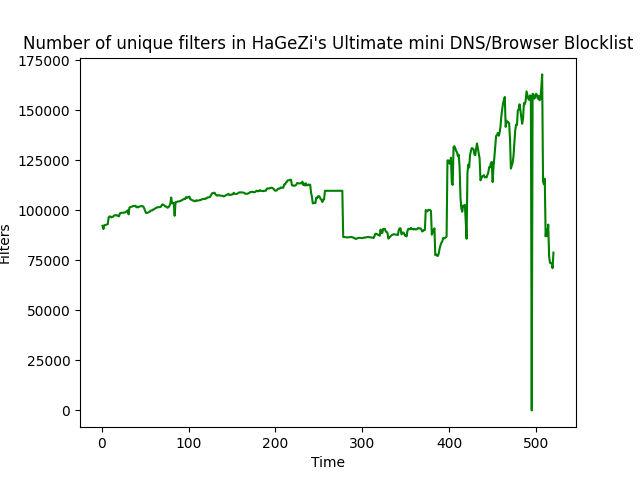 Number of unique filters in HaGeZi's Ultimate mini DNS/Browser Blocklist
175000
150000
125000
100000
75000
50000
25000
0
Filters
0 100 200 300 400 500
Time